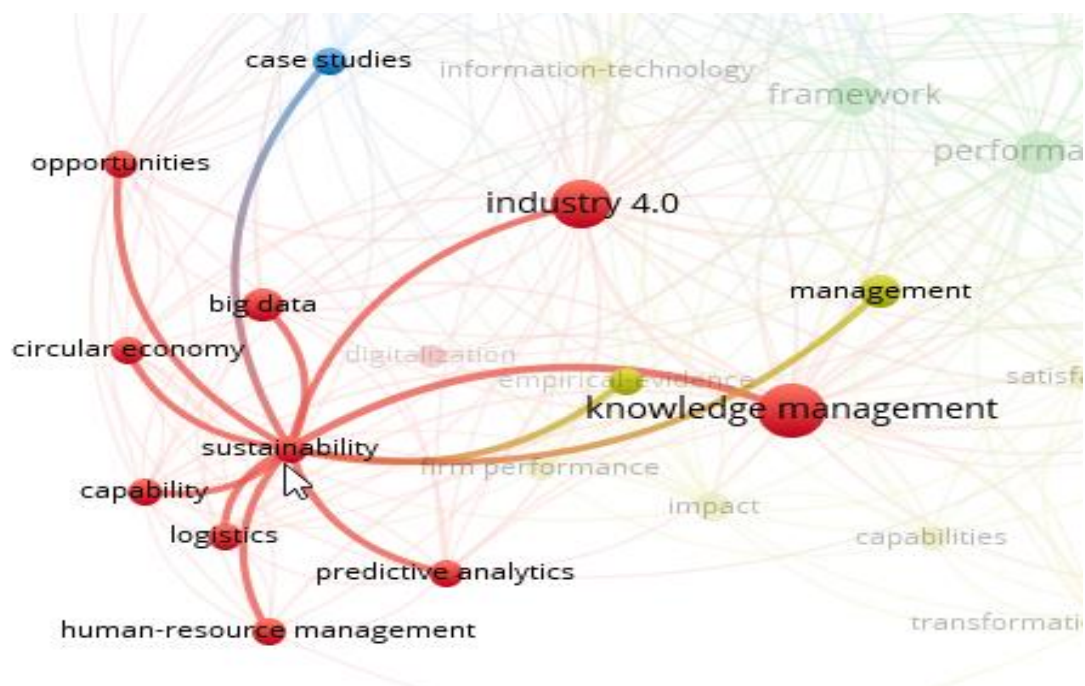 case studies
information-technology
framework
performa
opportunities
industry 4.0
management
big data
circular economy
digitalization
empirical-evidence
satisfa
knowledge management
sustainability
firm performance
capability
impact
logistics
capabilities
predictive analytics
transformati
human-resource management